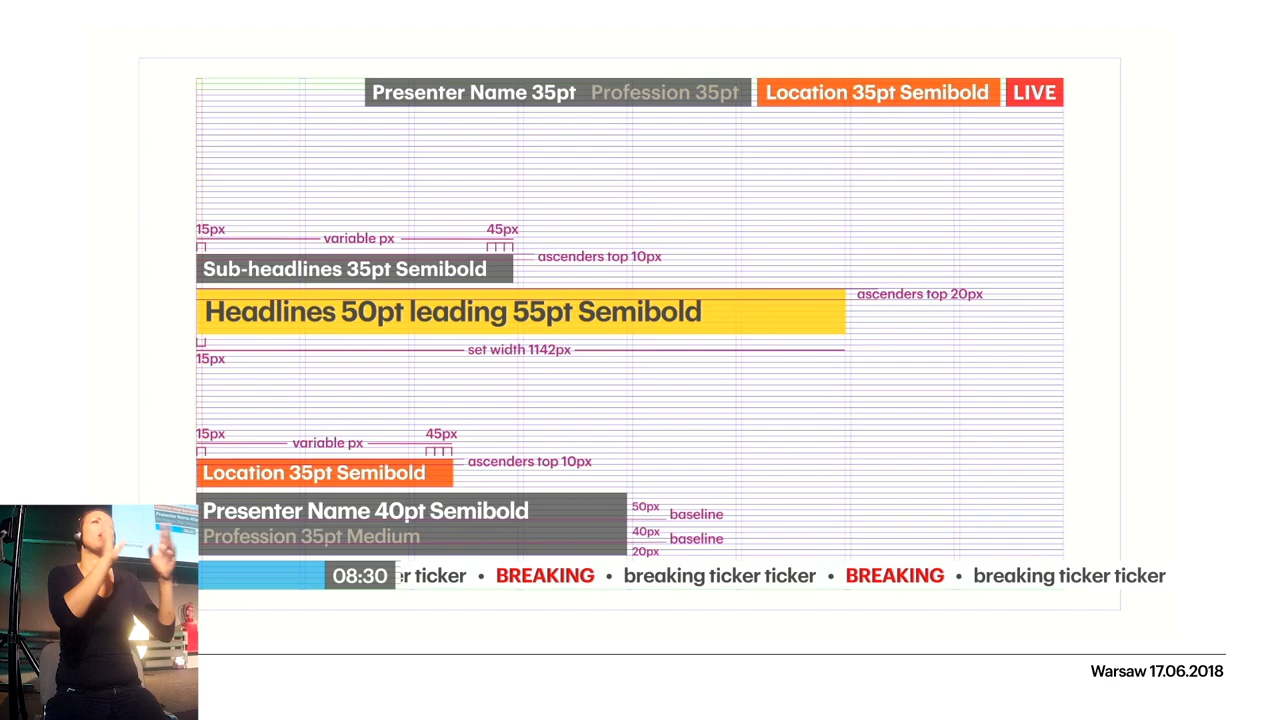 Presenter Name 35pt Profession 35pt Location 35pt Semibold LIVE
15px variable px 45px
ascenders top 10px
Sub-headlines 35pt Semibold
ascenders top 20px
Headlines 50pt leading 55pt Semibold
set width 1142px
15px
15px variable px 45px
ascenders top 10px
Location 35pt Semibold
Presenter Name 40pt Semibold 50px baseline
Profession 35pt Medium 40px baseline
20px
08:30 ticker • BREAKING • breaking ticker ticker • BREAKING • breaking ticker ticker
Warsaw 17.06.2018